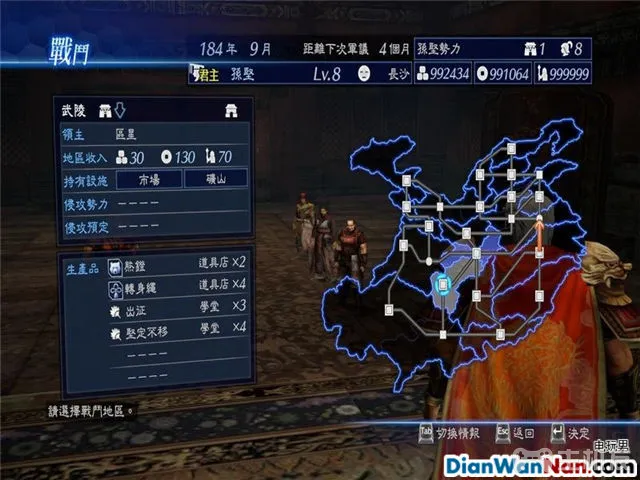 戰鬥
184年 9月 距離下次軍議 4個月 孫堅勢力 1 8
君主 孫堅 Lv.8 長沙 992434 991064 999999
武陵
領主 區星
地區收入 30 130 70
持有設施 市場 礦山
侵攻勢力 ----
侵攻預定 ----
生產品 熊鎧 道具店×2
轉身繩 道具店×4
出征 學堂×3
堅定不移 學堂×4
----
----
請選擇戰鬥地區。
Tab 切換情報 Esc 返回 決定
电玩男
DianWanNan.com